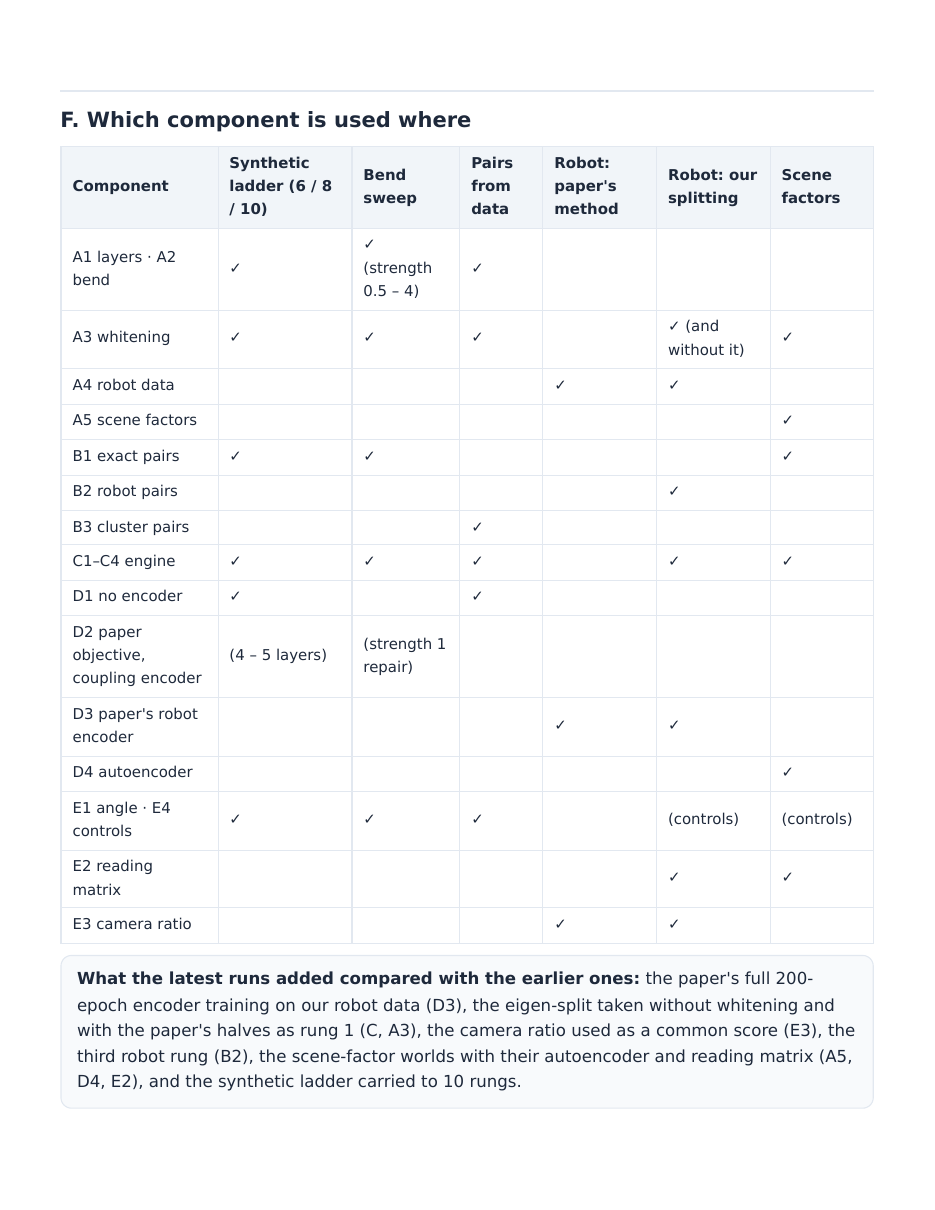 F. Which component is used where
Component
Synthetic
ladder (6 / 8
/ 10)
Bend
sweep
Pairs
from
data
Robot:
paper's
method
Robot: our
splitting
Scene
factors
A1 layers · A2
bend
✓
✓
(strength
0.5 – 4)
✓
A3 whitening
✓
✓
✓
✓ (and
without it)
✓
A4 robot data
✓
✓
A5 scene factors
✓
B1 exact pairs
✓
✓
✓
B2 robot pairs
✓
B3 cluster pairs
✓
C1–C4 engine
✓
✓
✓
✓
✓
D1 no encoder
✓
✓
D2 paper
objective,
coupling encoder
(4 – 5 layers)
(strength 1
repair)
D3 paper's robot
encoder
✓
✓
D4 autoencoder
✓
E1 angle · E4
controls
✓
✓
✓
(controls)
(controls)
E2 reading
matrix
✓
✓
E3 camera ratio
✓
✓
What the latest runs added compared with the earlier ones: the paper's full 200-
epoch encoder training on our robot data (D3), the eigen-split taken without whitening and
with the paper's halves as rung 1 (C, A3), the camera ratio used as a common score (E3), the
third robot rung (B2), the scene-factor worlds with their autoencoder and reading matrix (A5,
D4, E2), and the synthetic ladder carried to 10 rungs.